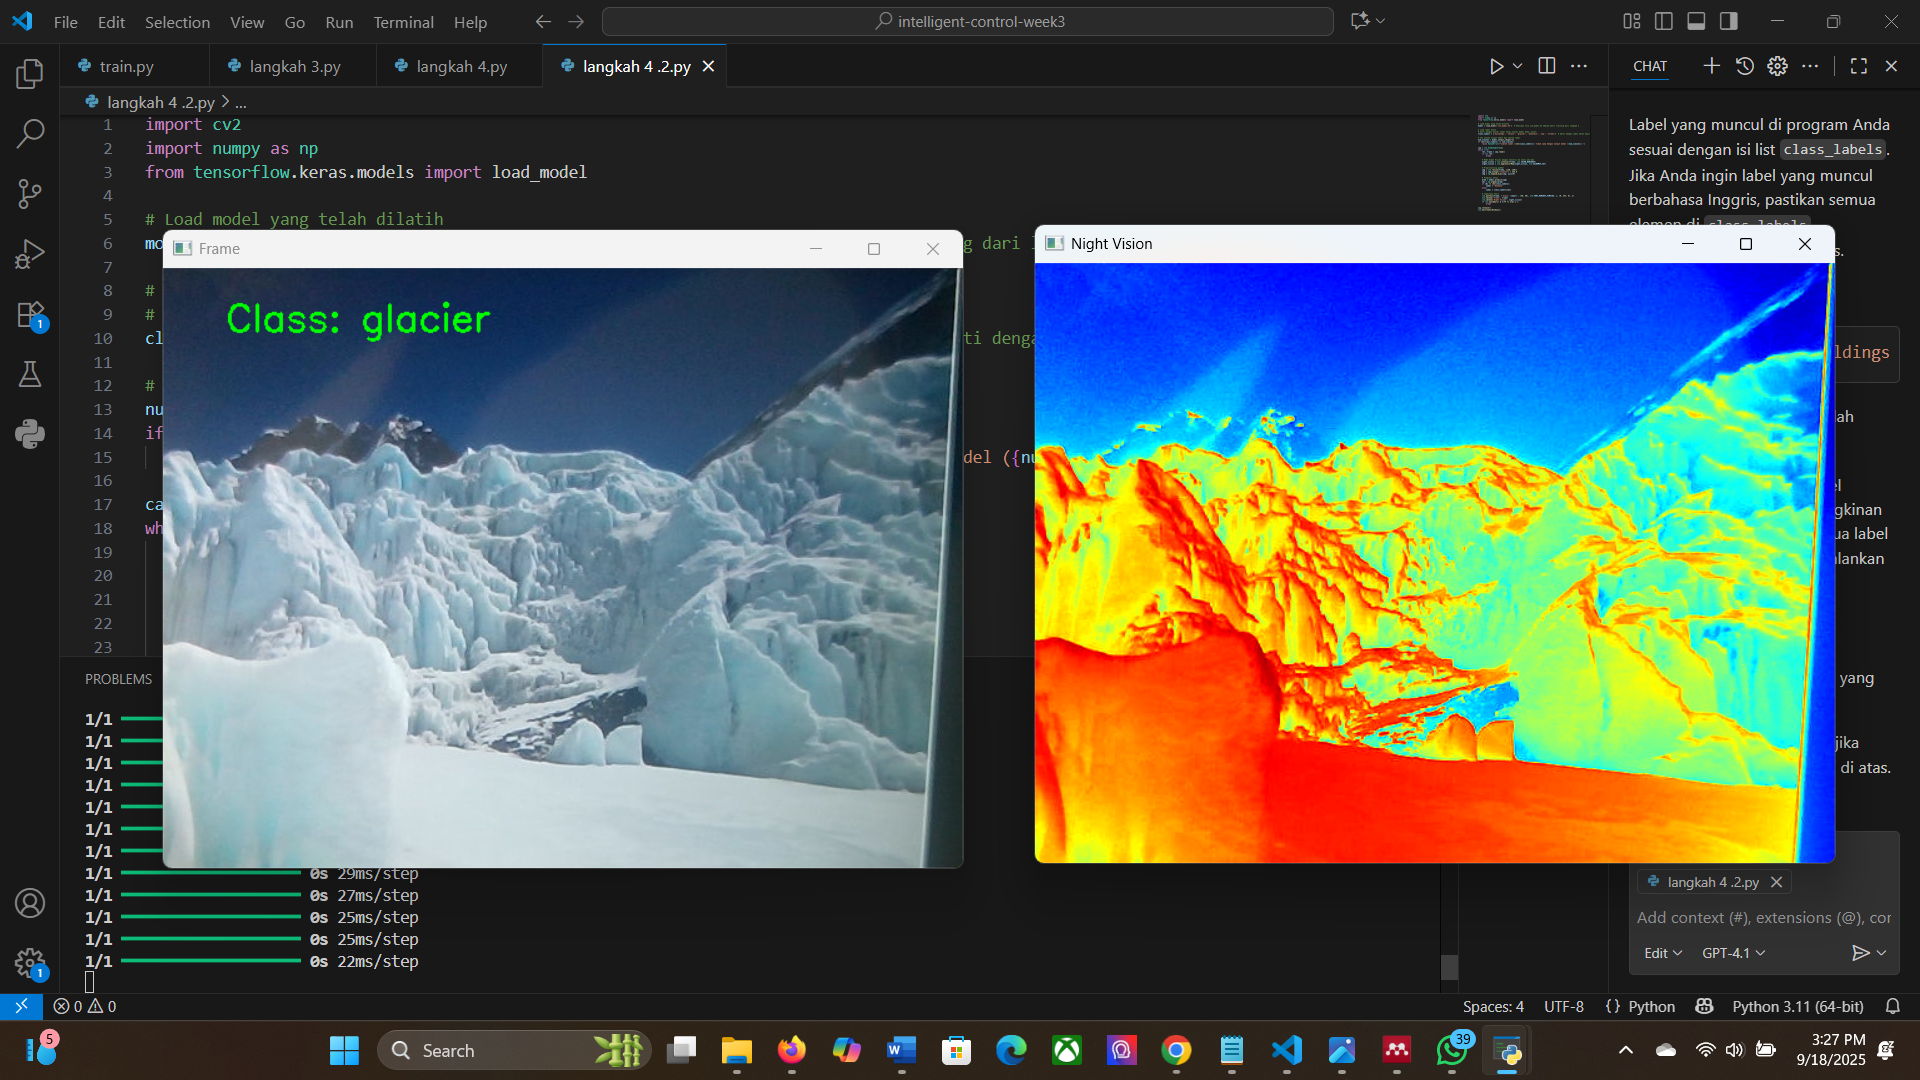 File Edit Selection View Go Run Terminal Help
intelligent-control-week3
train.py
langkah 3.py
langkah 4.py
langkah 4 .2.py
langkah 4 .2.py > ...
1 import cv2
2 import numpy as np
3 from tensorflow.keras.models import load_model
4
5 # Load model yang telah dilatih
6 mo
g dari
7
8 #
9 #
10 cl
ti denga
11
12 #
13 nu
14 if
15
del ({nu
16
17 ca
18 wh
19
20
21
22
23
Frame
Class: glacier
Night Vision
PROBLEMS
1/1
1/1
1/1
1/1
1/1
1/1
1/1
1/1 0s 29ms/step
1/1 0s 27ms/step
1/1 0s 25ms/step
1/1 0s 25ms/step
1/1 0s 22ms/step
CHAT
Label yang muncul di program Anda
sesuai dengan isi list class_labels.
Jika Anda ingin label yang muncul
berbahasa Inggris, pastikan semua
elemen di class_labels
s.
ldings
ah
el
gkinan
ua label
alankan
yang
jika
di atas.
langkah 4 .2.py
Add context (#), extensions (@), cor
Edit GPT-4.1
0 0
Spaces: 4 UTF-8 {} Python Python 3.11 (64-bit)
1
1
5
Search
39
3:27 PM
9/18/2025